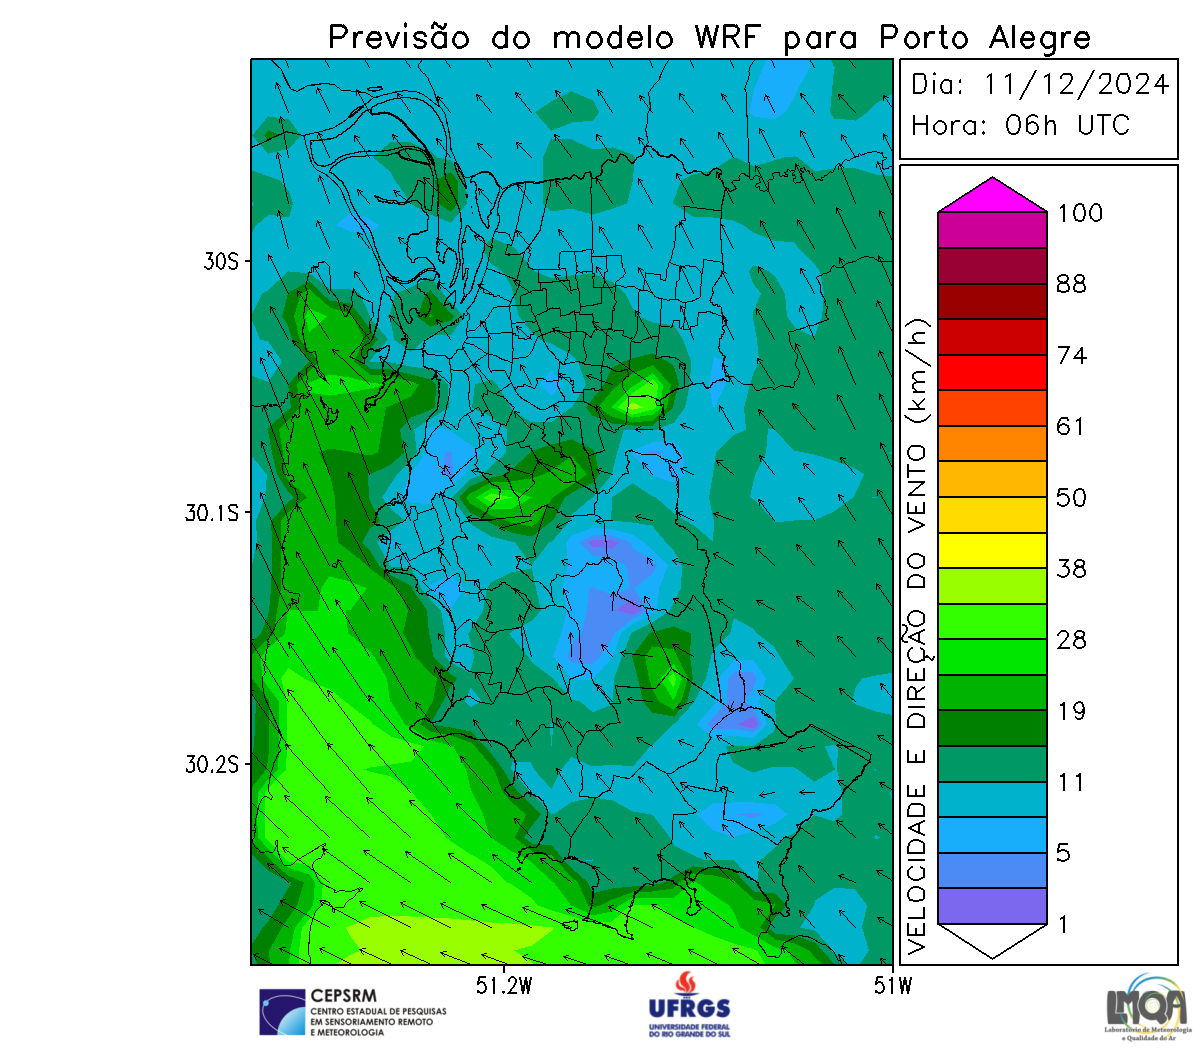 Previsão do modelo WRF para Porto Alegre
Dia: 11/12/2024
Hora: 06h UTC
30S
30.1S
30.2S
51.2W
51W
VELOCIDADE E DIREÇÃO DO VENTO (km/h)
100
88
74
61
50
38
28
19
11
5
1
CEPSRM
CENTRO ESTADUAL DE PESQUISAS
EM SENSORIAMENTO REMOTO
E METEOROLOGIA
UFRGS
UNIVERSIDADE FEDERAL
DO RIO GRANDE DO SUL
LMQA
Laboratório de Meteorologia
e Qualidade do Ar